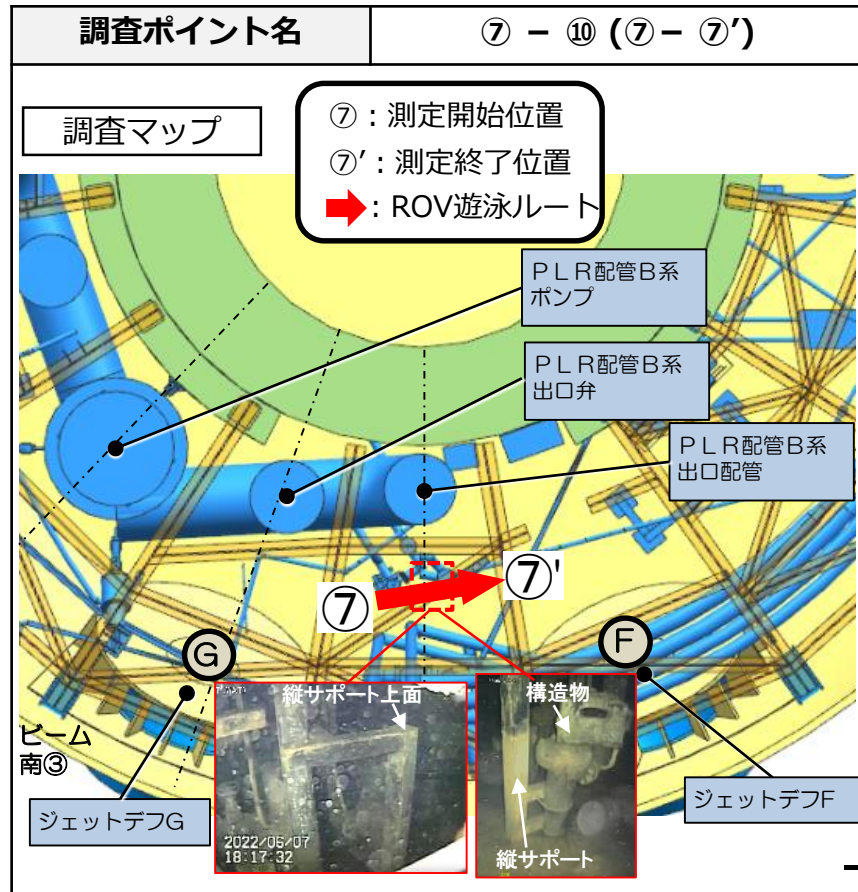 調査ポイント名
⑦ － ⑩ (⑦－ ⑦’)
調査マップ
⑦：測定開始位置
⑦’：測定終了位置
：ROV遊泳ルート
ＰＬＲ配管Ｂ系
ポンプ
ＰＬＲ配管Ｂ系
出口弁
ＰＬＲ配管Ｂ系
出口配管
⑦
⑦'
G
F
縦サポート上面
構造物
ビーム
南③
ジェットデフG
2022/06/07
18:17:32
縦サポート
ジェットデフF